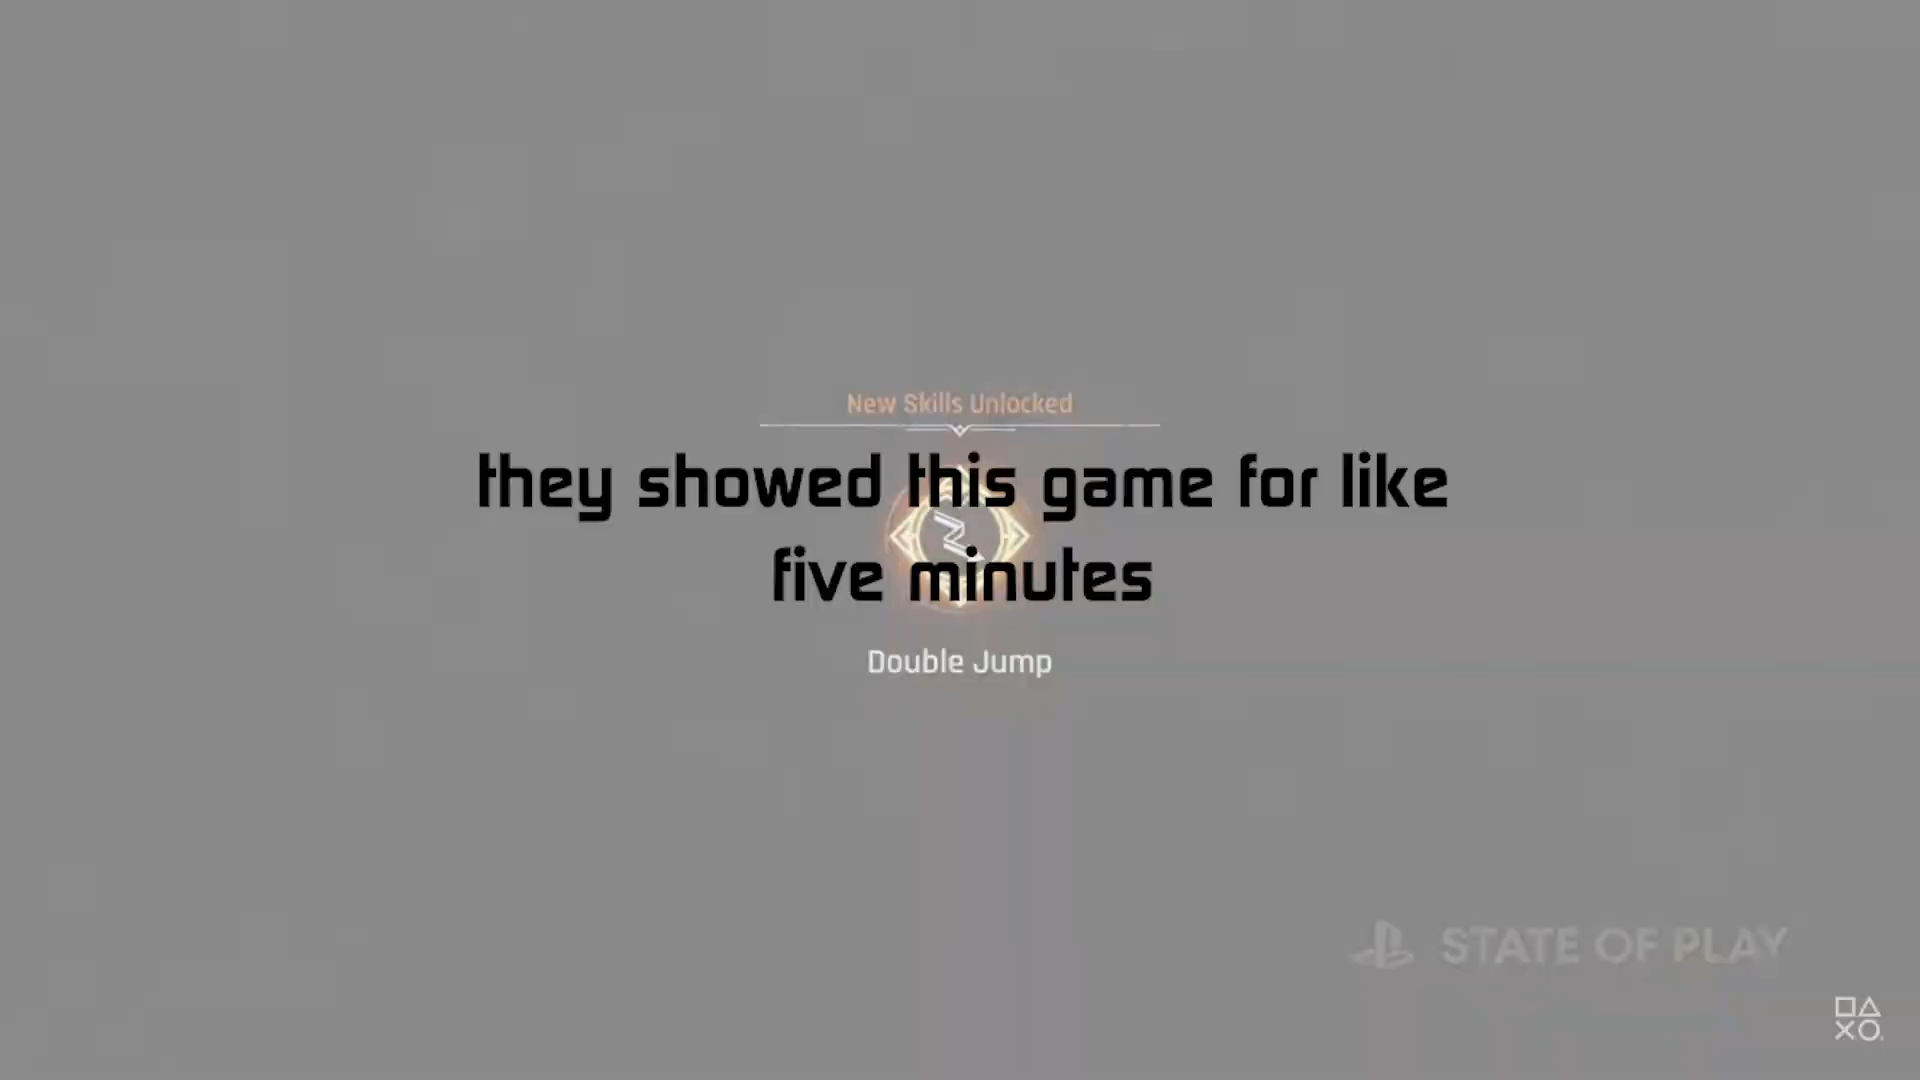 New Skills Unlocked
they showed this game for like
five minutes
Double Jump
STATE OF PLAY